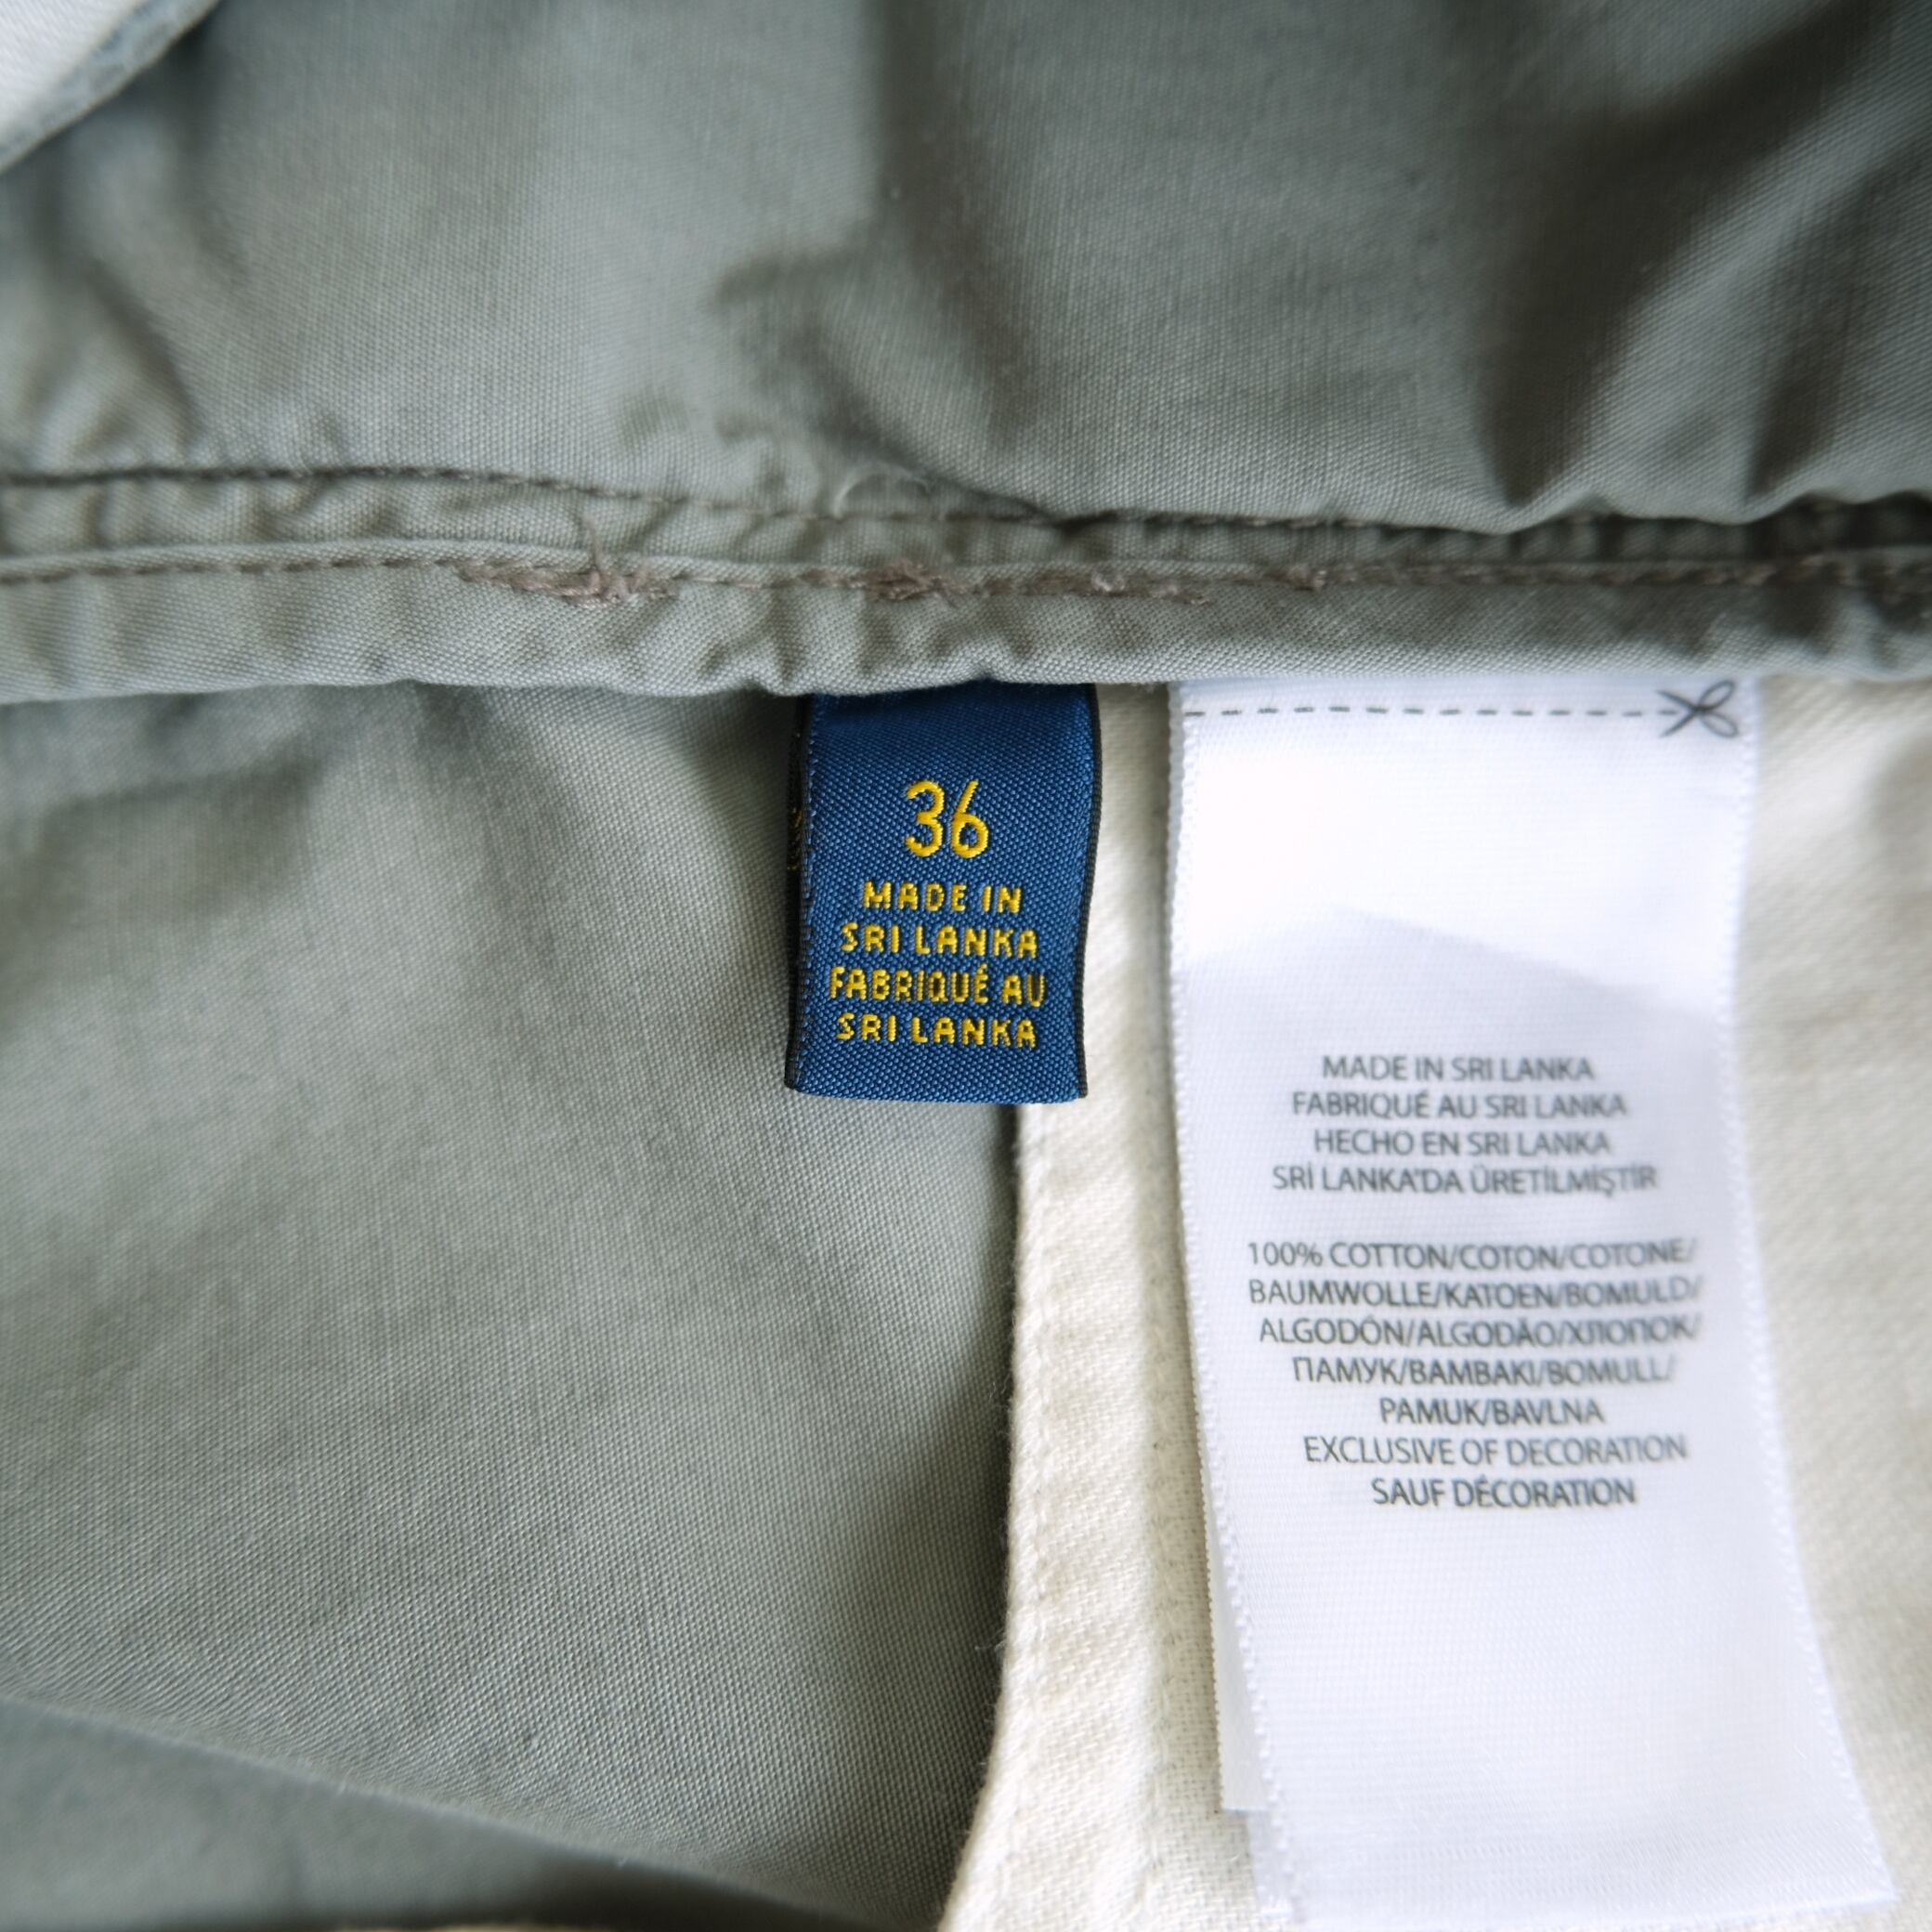 36
MADE IN
SRI LANKA
FABRIQUÉ AU
SRI LANKA
MADE IN SRI LANKA
FABRIQUÉ AU SRI LANKA
HECHO EN SRI LANKA
SRİ LANKA'DA ÜRETİLMİŞTİR
100% COTTON/COTON/COTONE/
BAUMWOLLE/KATOEN/BOMULD/
ALGODÓN/ALGODÃO/ХЛОПОК/
ПАМУК/BAMBAKI/BOMULL/
PAMUK/BAVLNA
EXCLUSIVE OF DECORATION
SAUF DÉCORATION